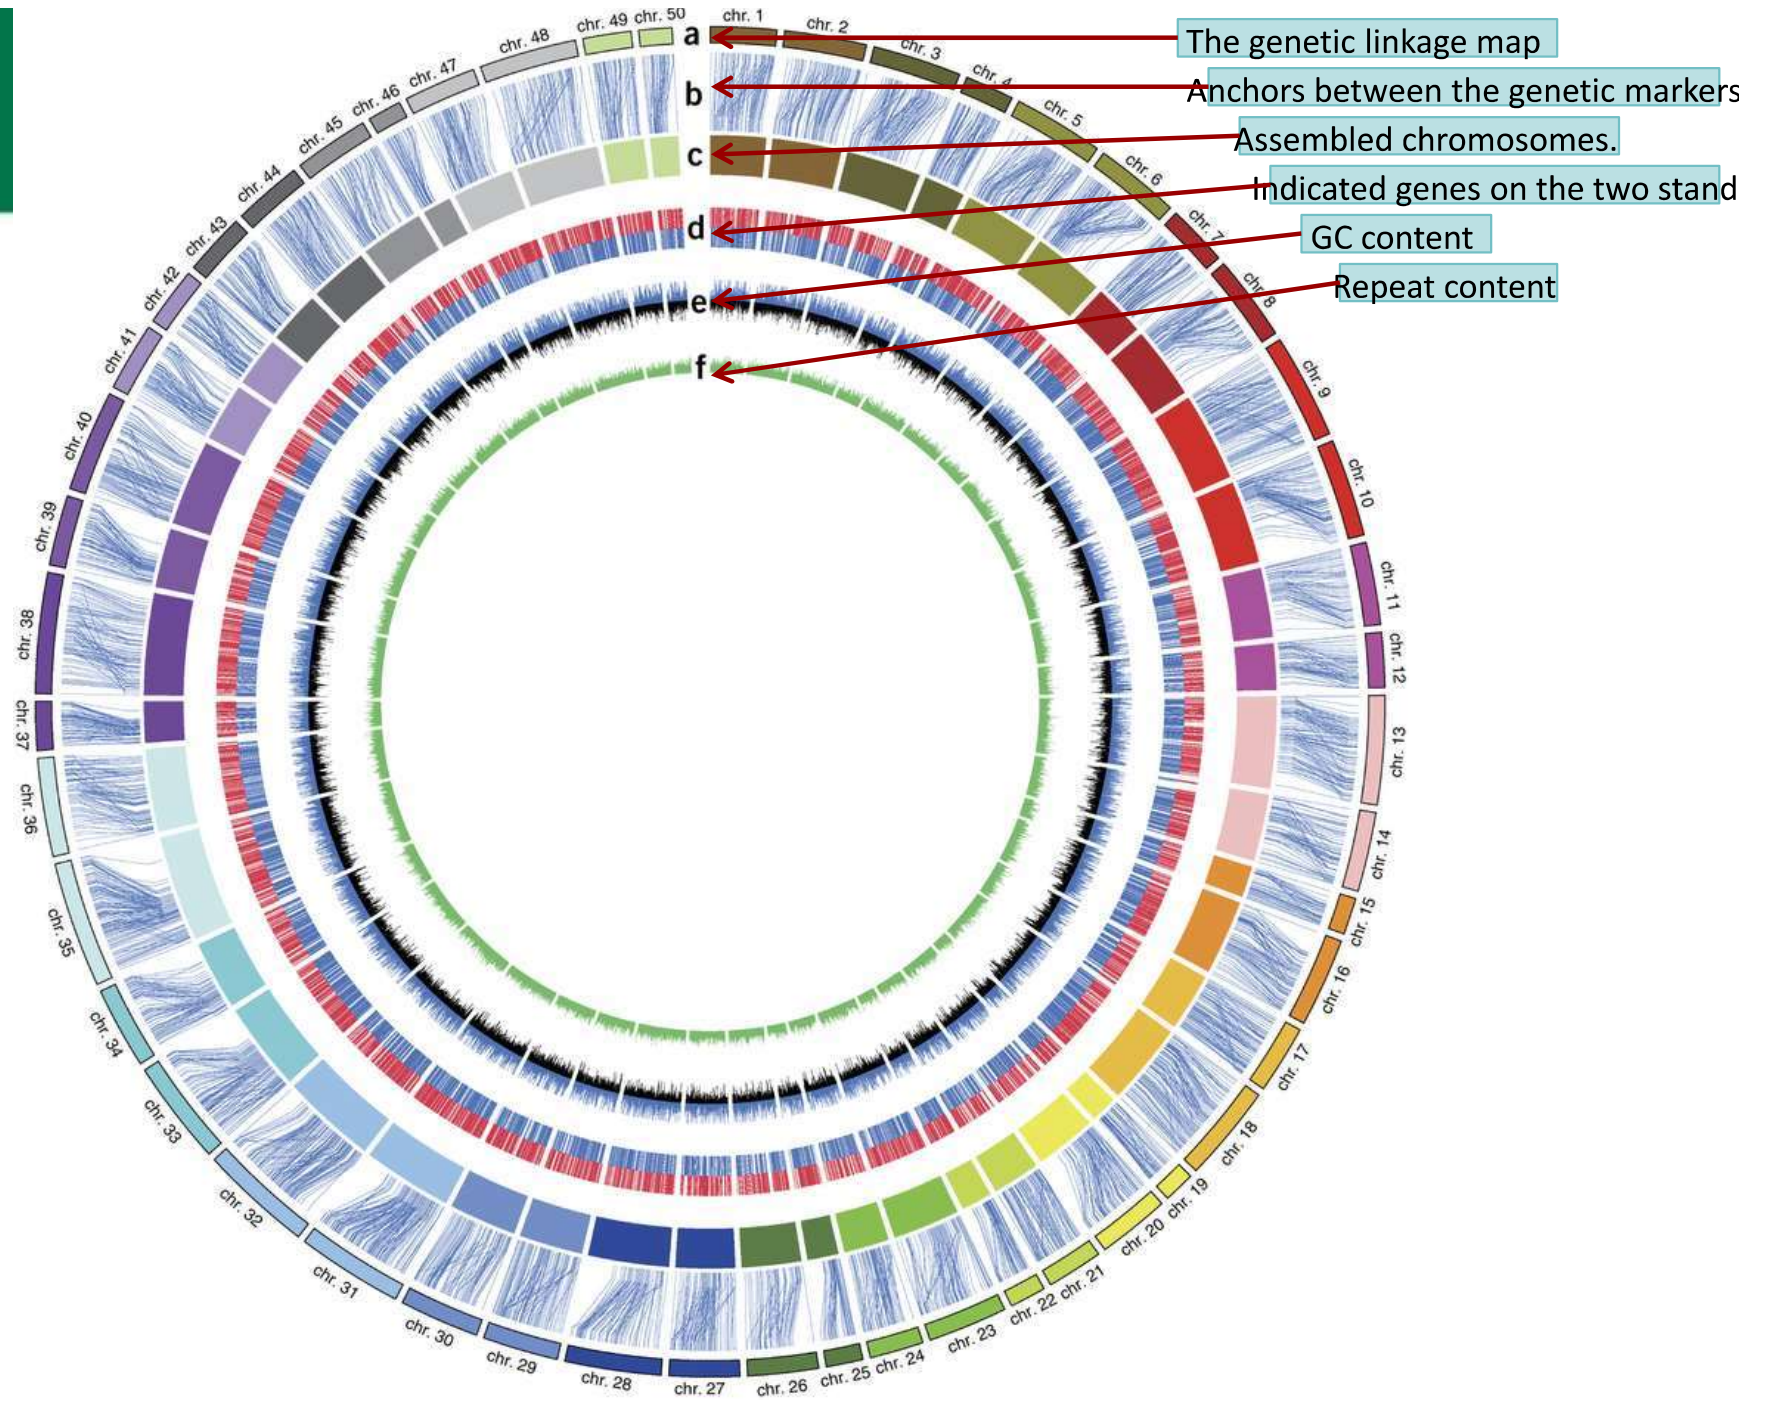 a
b
c
d
e
f
The genetic linkage map
Anchors between the genetic markers
Assembled chromosomes.
Indicated genes on the two stand
GC content
Repeat content
chr. 1
chr. 2
chr. 3
chr. 4
chr. 5
chr. 6
chr. 7
chr. 8
chr. 9
chr. 10
chr. 11
chr. 12
chr. 13
chr. 14
chr. 15
chr. 16
chr. 17
chr. 18
chr. 19
chr. 20
chr. 21
chr. 22
chr. 23
chr. 24
chr. 25
chr. 26
chr. 27
chr. 28
chr. 29
chr. 30
chr. 31
chr. 32
chr. 33
chr. 34
chr. 35
chr. 36
chr. 37
chr. 38
chr. 39
chr. 40
chr. 41
chr. 42
chr. 43
chr. 44
chr. 45
chr. 46
chr. 47
chr. 48
chr. 49
chr. 50